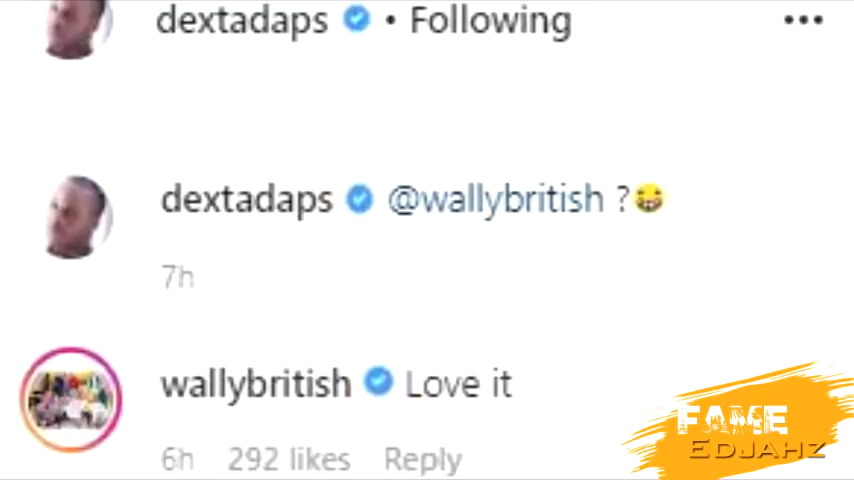 dextadaps • Following
dextadaps @wallybritish ?😂
7h
wallybritish Love it
6h 292 likes Reply
FAME
EDJAHZ